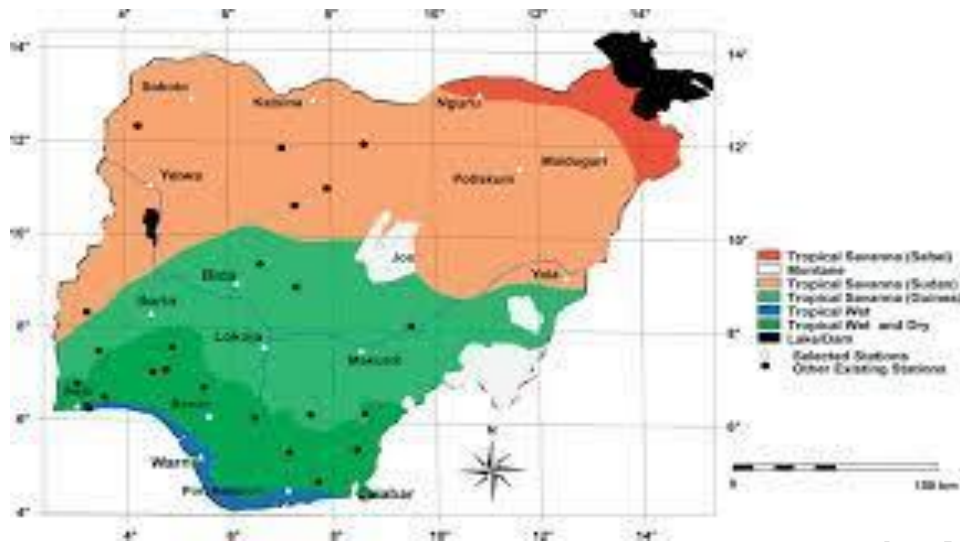 4° 6° 8° 10° 12° 14°
14° 14°
Sokoto
Katsina
Nguru
12° 12°
Maiduguri
Potiskum
Yelwa
10° 10°
Jos
Yola
Bida
Ilorin
8° 8°
Lokoja
Makurdi
Benin
6° 6°
N
Warri
Calabar
4°
4° 6° 8° 10° 12° 14°
Tropical Savanna (Sahel)
Montane
Tropical Savanna (Sudan)
Tropical Savanna (Guinea)
Tropical Wet
Tropical Wet and Dry
Lake/Dam
Selected Stations
Other Existing Stations
0
km